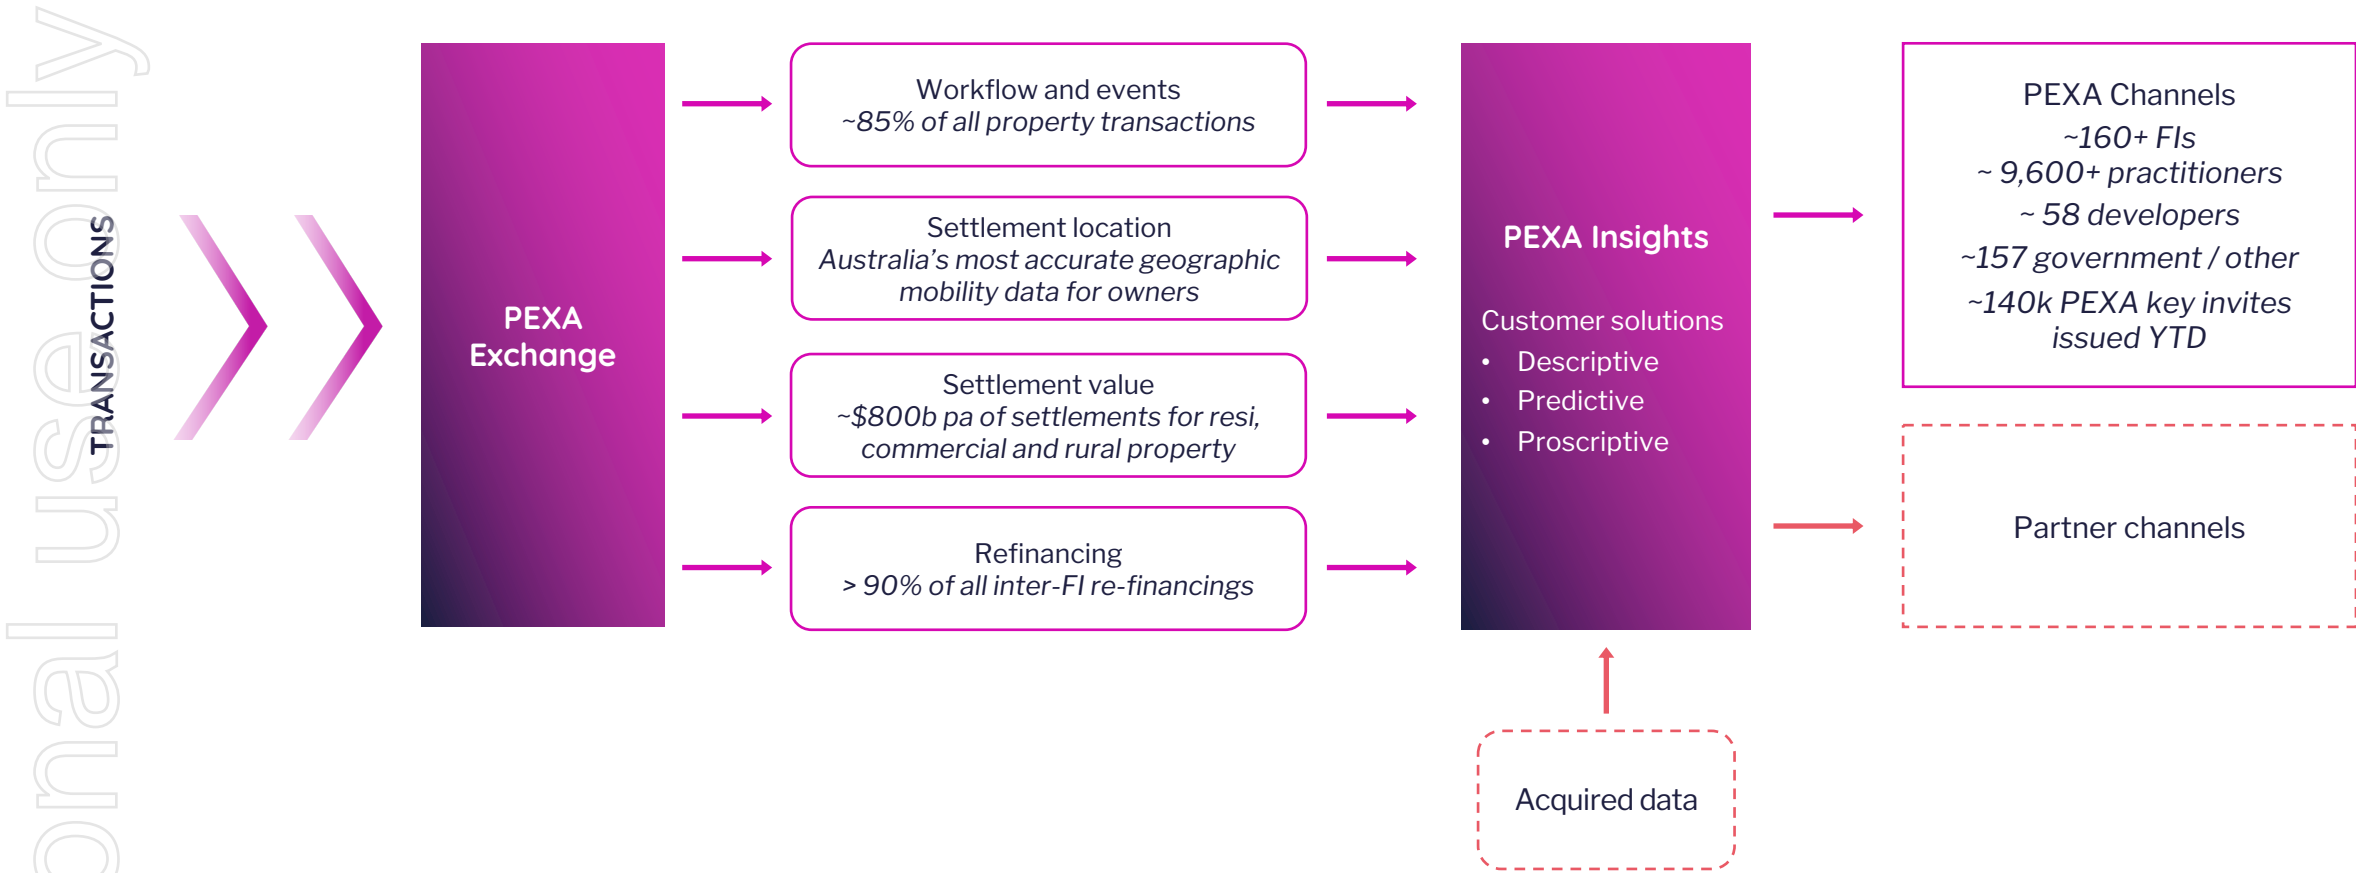 onal use only
TRANSACTIONS
PEXA
Exchange
Workflow and events
~85% of all property transactions
Settlement location
Australia’s most accurate geographic
mobility data for owners
Settlement value
~$800b pa of settlements for resi,
commercial and rural property
Refinancing
> 90% of all inter-FI re-financings
PEXA Insights
Customer solutions
• Descriptive
• Predictive
• Proscriptive
Acquired data
PEXA Channels
~160+ FIs
~ 9,600+ practitioners
~ 58 developers
~157 government / other
~140k PEXA key invites
issued YTD
Partner channels